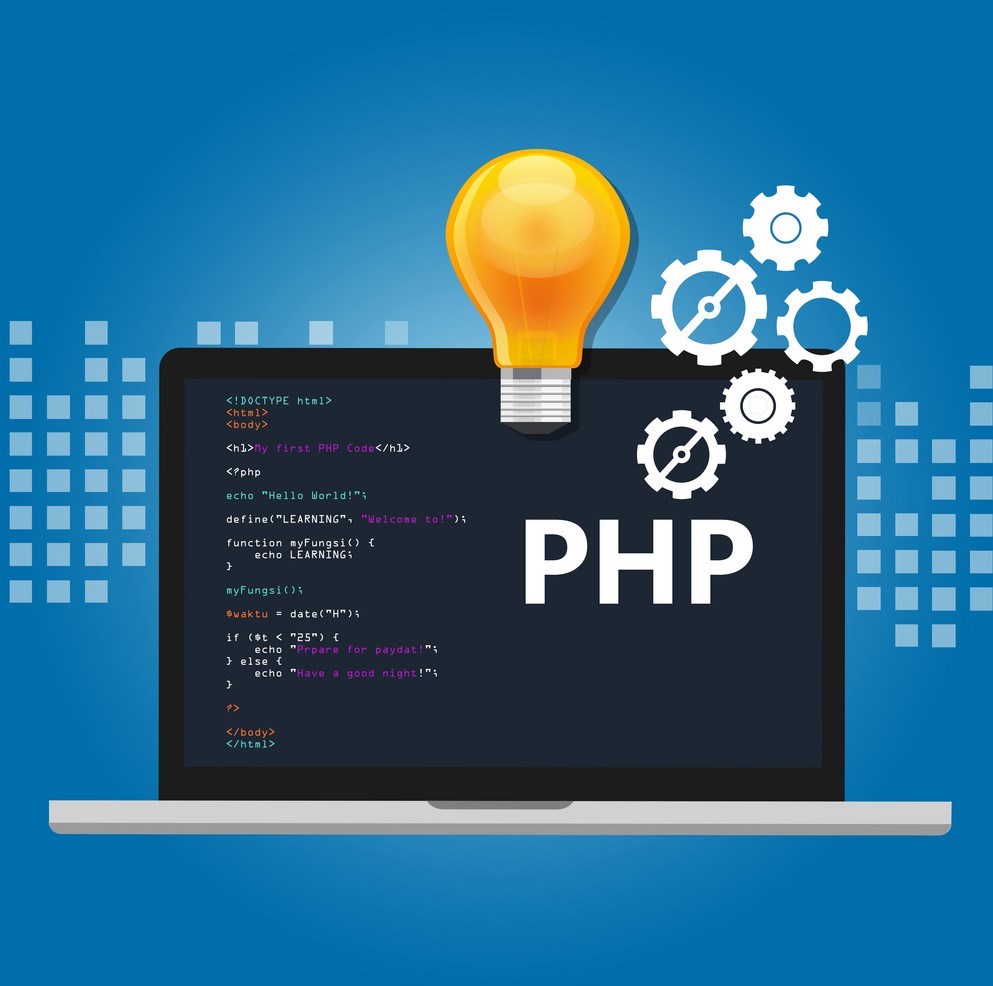 <!DOCTYPE html>
<html>
<body>
<h1>My first PHP Code</h1>
<?php
echo "Hello World!";
define("LEARNING", "Welcome to!");
function myFungsi() {
    echo LEARNING;
}
myFungsi();
$waktu = date("H");
if ($t < "25") {
    echo "Prpare for paydat!";
} else {
    echo "Have a good night!";
}
?>
</body>
</html>
PHP